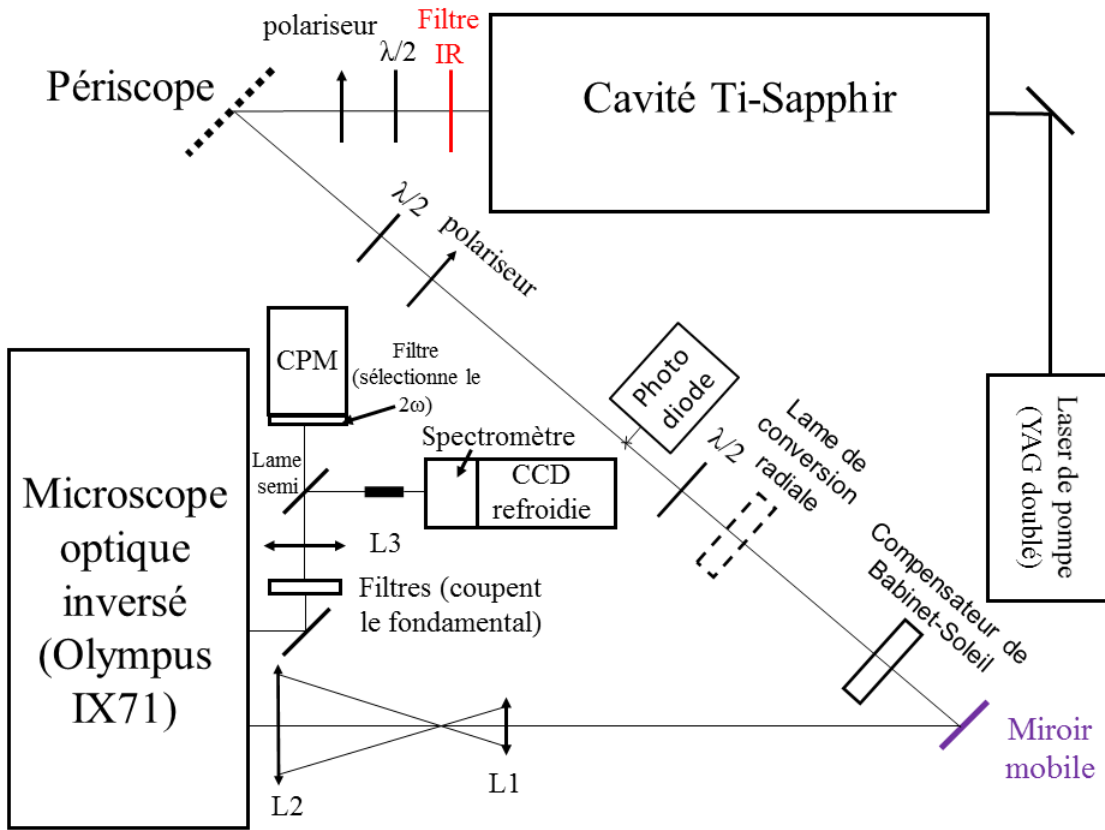 polariseur
λ/2
Filtre
IR
Périscope
Cavité Ti-Sapphir
λ/2
polariseur
CPM
Filtre
(sélectionne le
2ω)
Photo
diode
Lame de
conversion
radiale
λ/2
Laser de pompe
(YAG doublé)
Spectromètre
CCD
refroidie
Lame
semi
Microscope
optique
inversé
(Olympus
IX71)
L3
Filtres (coupent
le fondamental)
Compensateur de
Babinet-Soleil
Miroir
mobile
L1
L2